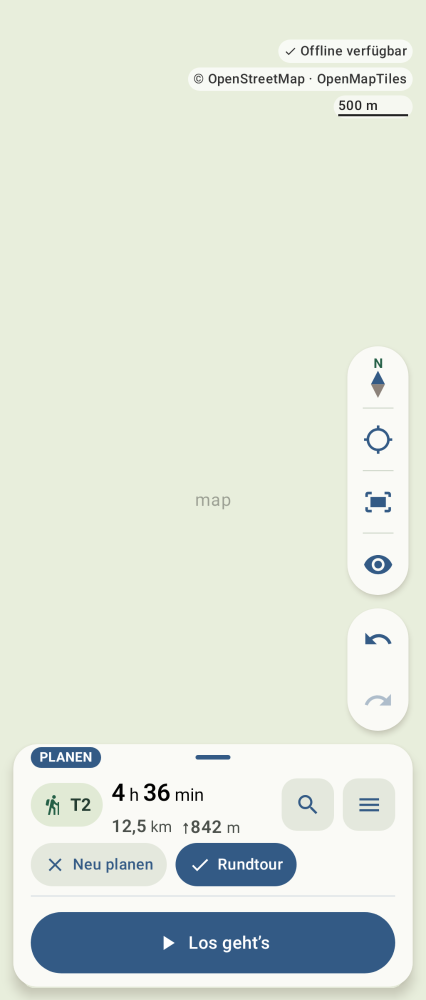 Offline verfügbar
© OpenStreetMap · OpenMapTiles
500 m
N
map
PLANEN
T2
4 h 36 min
12,5 km ↑842 m
Neu planen
Rundtour
Los geht’s